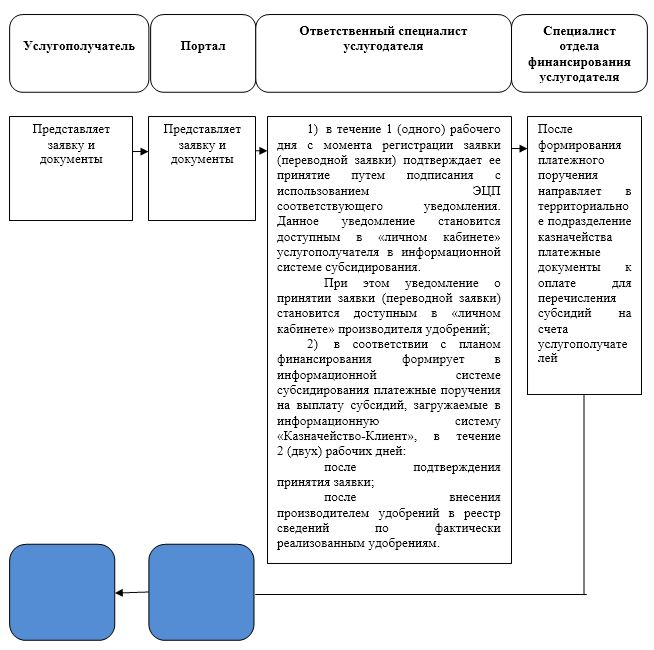 Услугополучатель
Портал
Ответственный специалист
услугодателя
Специалист
отдела
финансирования
услугодателя
Представляет
заявку и
документы
Представляет
заявку и
документы
1) в течение 1 (одного) рабочего
дня с момента регистрации заявки
(переводной заявки) подтверждает ее
принятие путем подписания с
использованием ЭЦП
соответствующего уведомления.
Данное уведомление становится
доступным в «личном кабинете»
услугополучателя в информационной
системе субсидирования.
При этом уведомление о
принятии заявки (переводной заявки)
становится доступным в «личном
кабинете» производителя удобрений;
2) в соответствии с планом
финансирования формирует в
информационной системе
субсидирования платежные поручения
на выплату субсидий, загружаемые в
информационную систему
«Казначейство-Клиент», в течение
2 (двух) рабочих дней:
после подтверждения
принятия заявки;
после внесения
производителем удобрений в реестр
сведений по фактически
реализованным удобрениям.
После
формирования
платежного
поручения
направляет в
территориально
е подразделение
казначейства
платежные
документы к
оплате для
перечисления
субсидий на
счета
услугополучате
лей